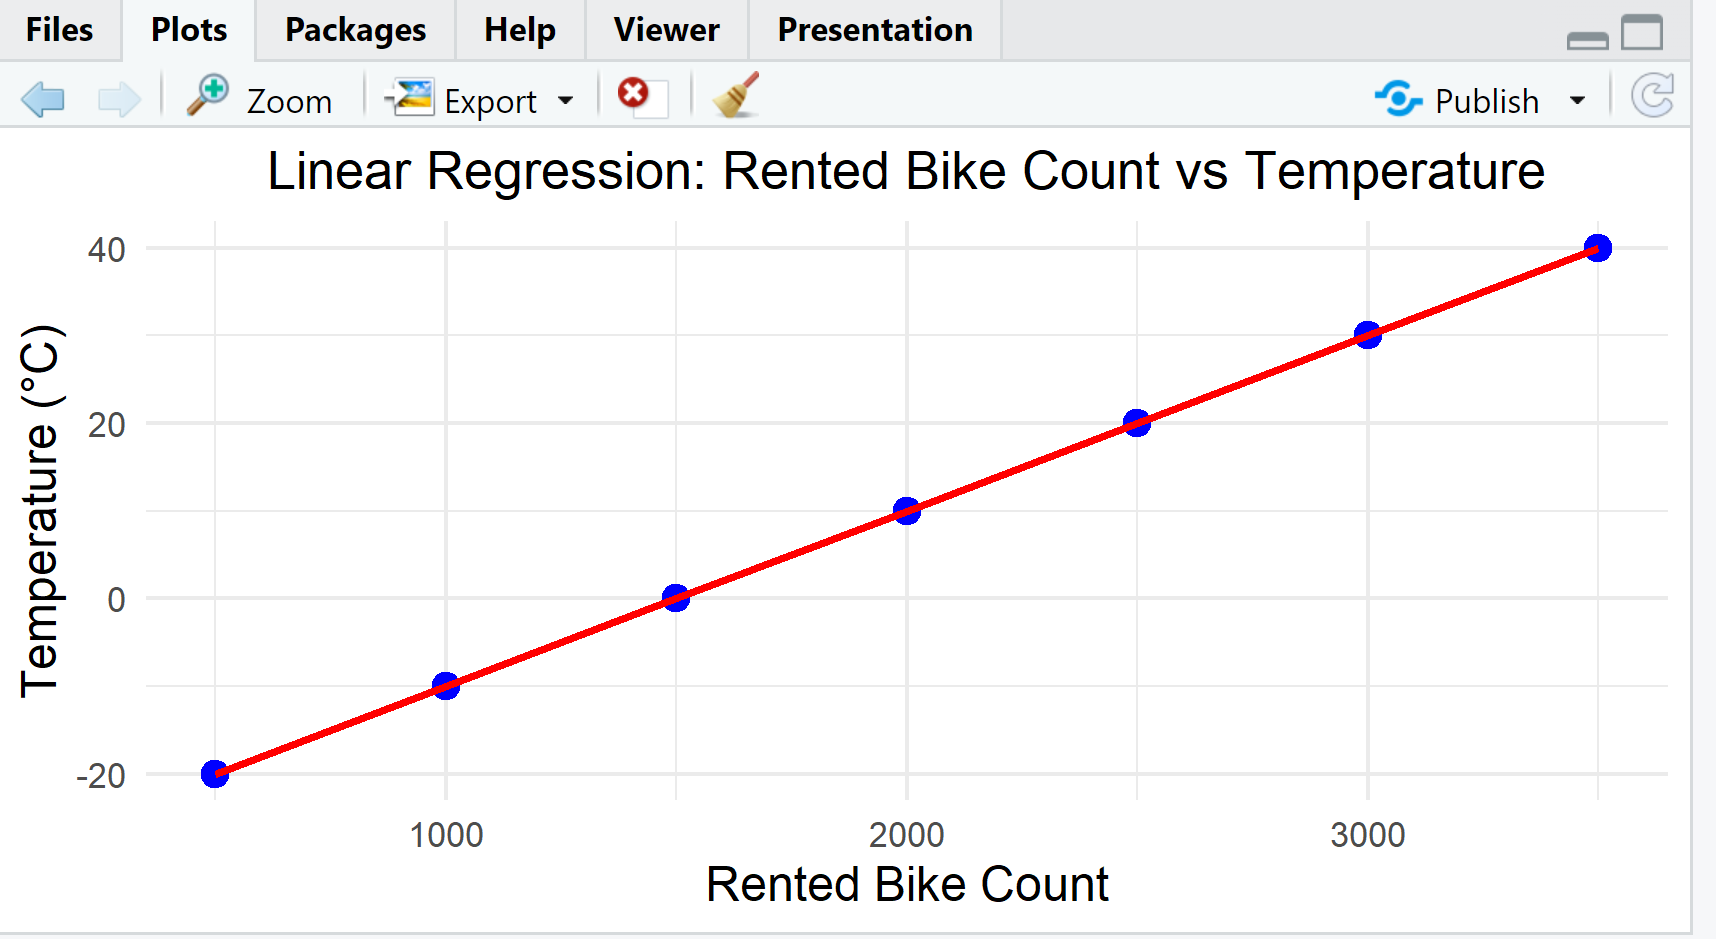 Files Plots Packages Help Viewer Presentation
Zoom Export Publish
Linear Regression: Rented Bike Count vs Temperature
Temperature (°C)
40
20
0
-20
1000 2000 3000
Rented Bike Count